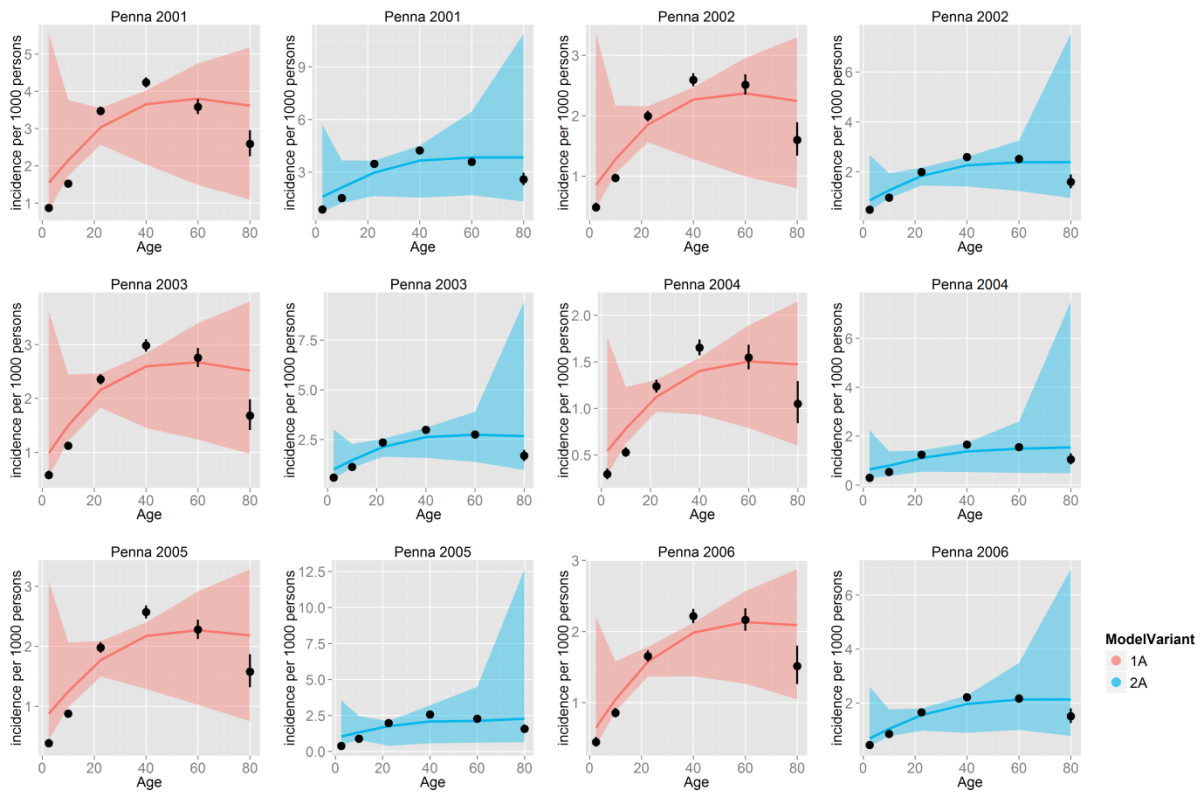 Penna 2001
Penna 2001
Penna 2002
Penna 2002
incidence per 1000 persons
5
4
3
2
1
0 20 40 60 80
Age
incidence per 1000 persons
9
6
3
0 20 40 60 80
Age
incidence per 1000 persons
3
2
1
0 20 40 60 80
Age
incidence per 1000 persons
6
4
2
0 20 40 60 80
Age
Penna 2003
Penna 2003
Penna 2004
Penna 2004
incidence per 1000 persons
3
2
1
0 20 40 60 80
Age
incidence per 1000 persons
7.5
5.0
2.5
0 20 40 60 80
Age
incidence per 1000 persons
2.0
1.5
1.0
0.5
0 20 40 60 80
Age
incidence per 1000 persons
6
4
2
0
0 20 40 60 80
Age
Penna 2005
Penna 2005
Penna 2006
Penna 2006
incidence per 1000 persons
3
2
1
0 20 40 60 80
Age
incidence per 1000 persons
12.5
10.0
7.5
5.0
2.5
0.0
0 20 40 60 80
Age
incidence per 1000 persons
3
2
1
0 20 40 60 80
Age
incidence per 1000 persons
6
4
2
0 20 40 60 80
Age
ModelVariant
1A
2A